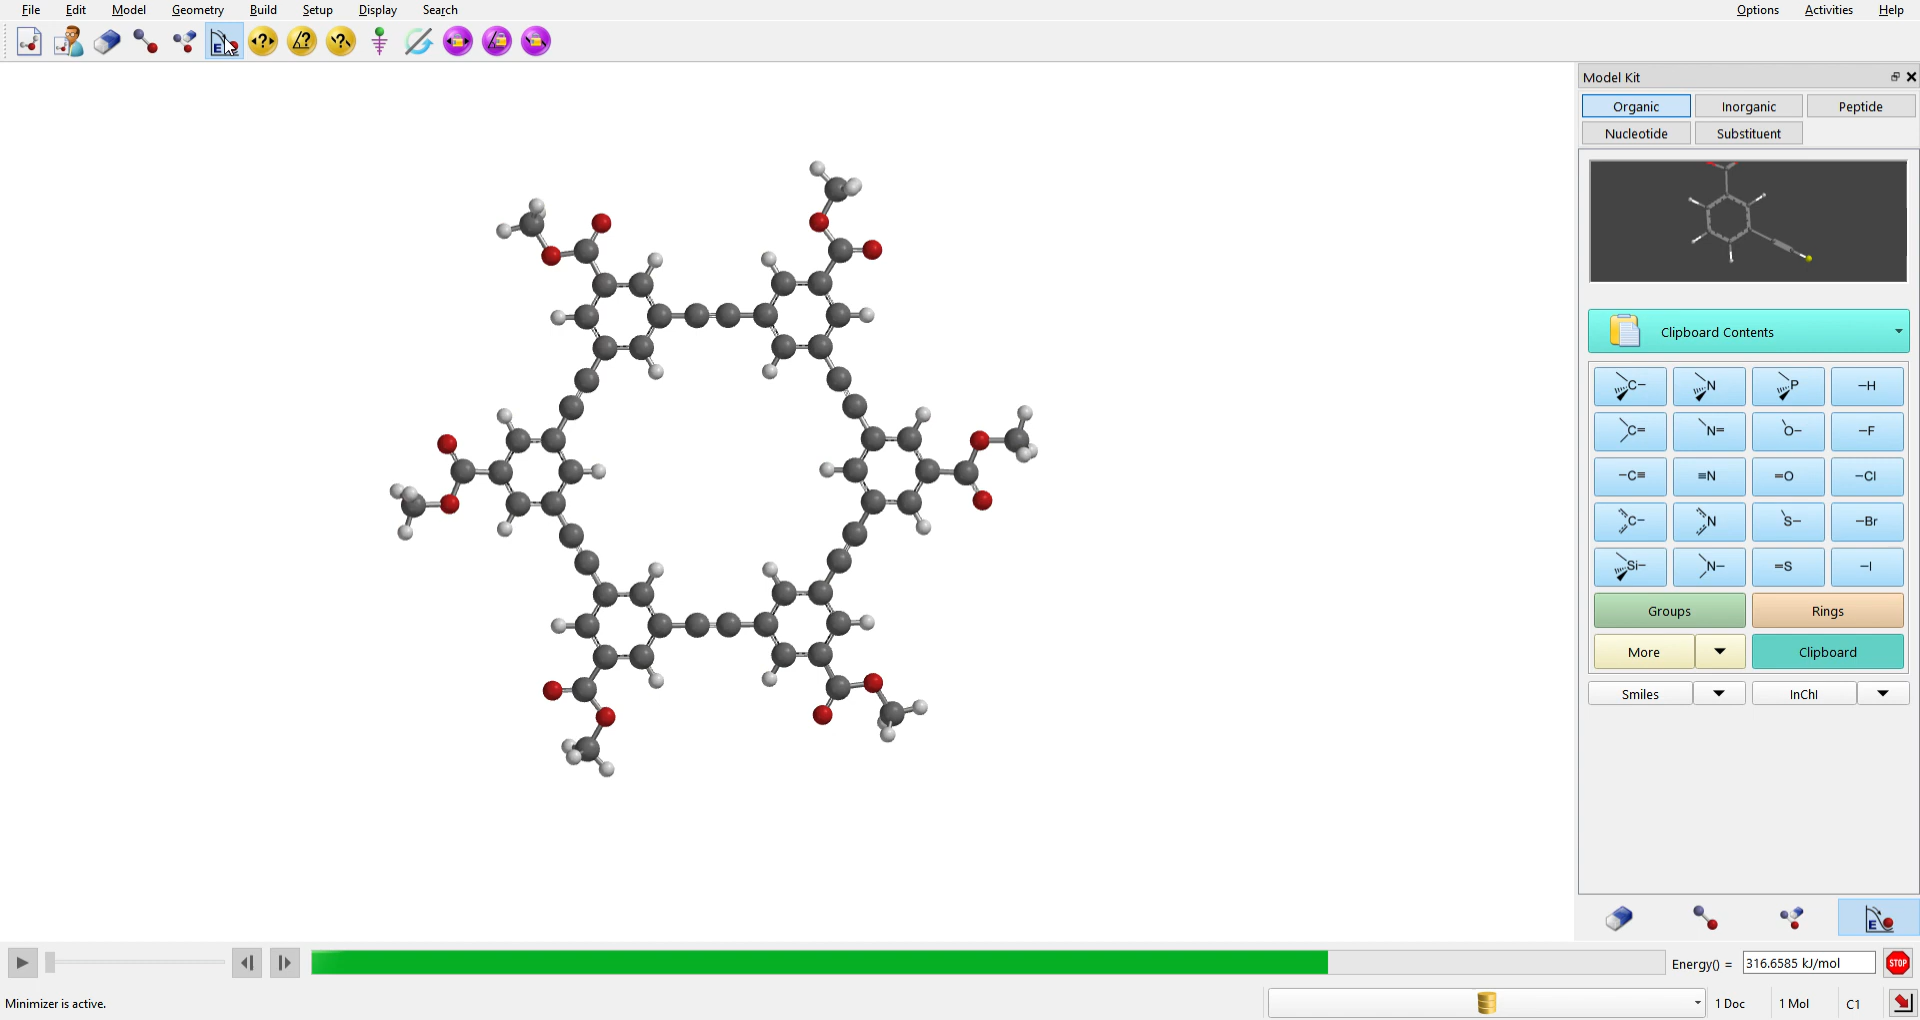 File Edit Model Geometry Build Setup Display Search Options Activities Help
E
?
?
?
Model Kit
Organic Inorganic Peptide
Nucleotide Substituent
Clipboard Contents
C N P -H
C= N= O- -F
-C≡ ≡N =O -Cl
C- N S- -Br
Si- N- =S -I
Groups Rings
More Clipboard
Smiles InChI
E
Energy() = 316.6585 kJ/mol STOP
Minimizer is active. 1 Doc 1 Mol C1